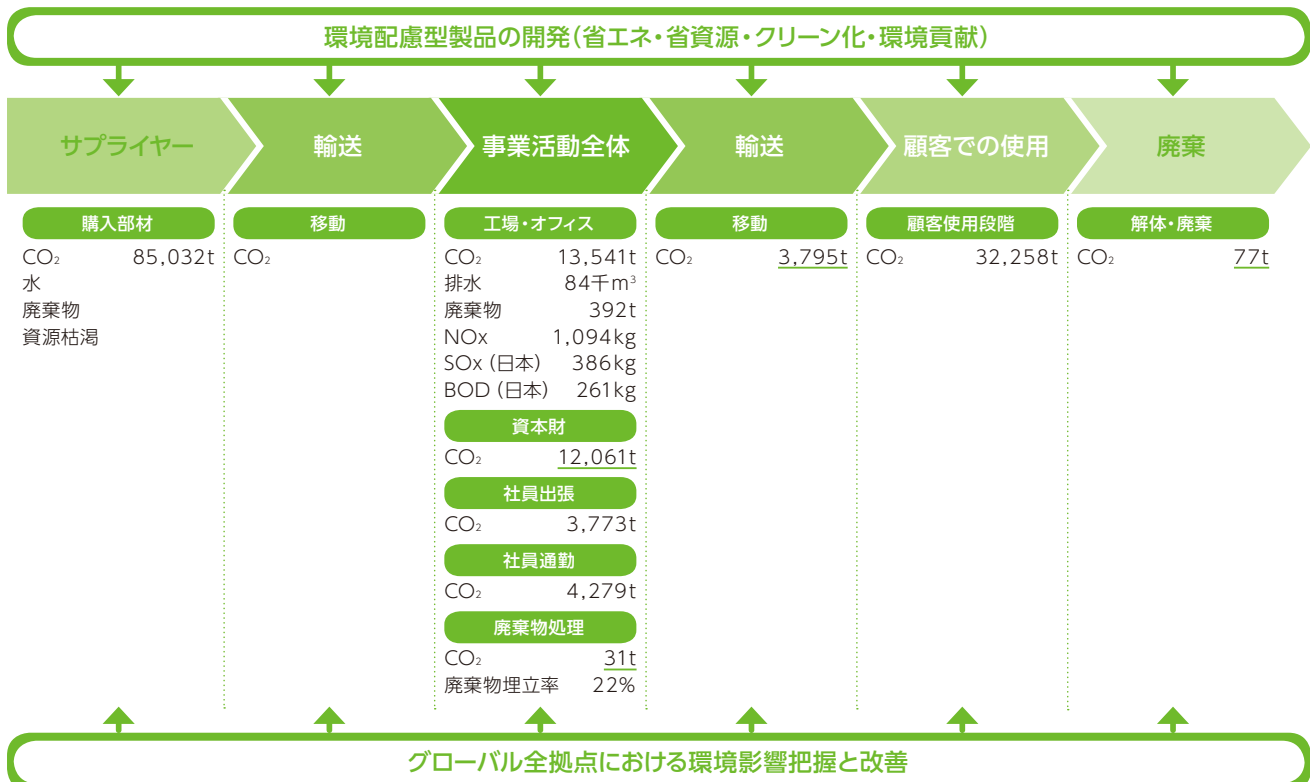 環境配慮型製品の開発(省エネ・省資源・クリーン化・環境貢献)
サプライヤー
輸送
事業活動全体
輸送
顧客での使用
廃棄
購入部材
CO₂ 85,032t
水
廃棄物
資源枯渇
移動
CO₂
工場・オフィス
CO₂ 13,541t
排水 84千m³
廃棄物 392t
NOx 1,094kg
SOx (日本) 386kg
BOD (日本) 261kg
資本財
CO₂ 12,061t
社員出張
CO₂ 3,773t
社員通勤
CO₂ 4,279t
廃棄物処理
CO₂ 31t
廃棄物埋立率 22%
移動
CO₂ 3,795t
顧客使用段階
CO₂ 32,258t
解体・廃棄
CO₂ 77t
グローバル全拠点における環境影響把握と改善